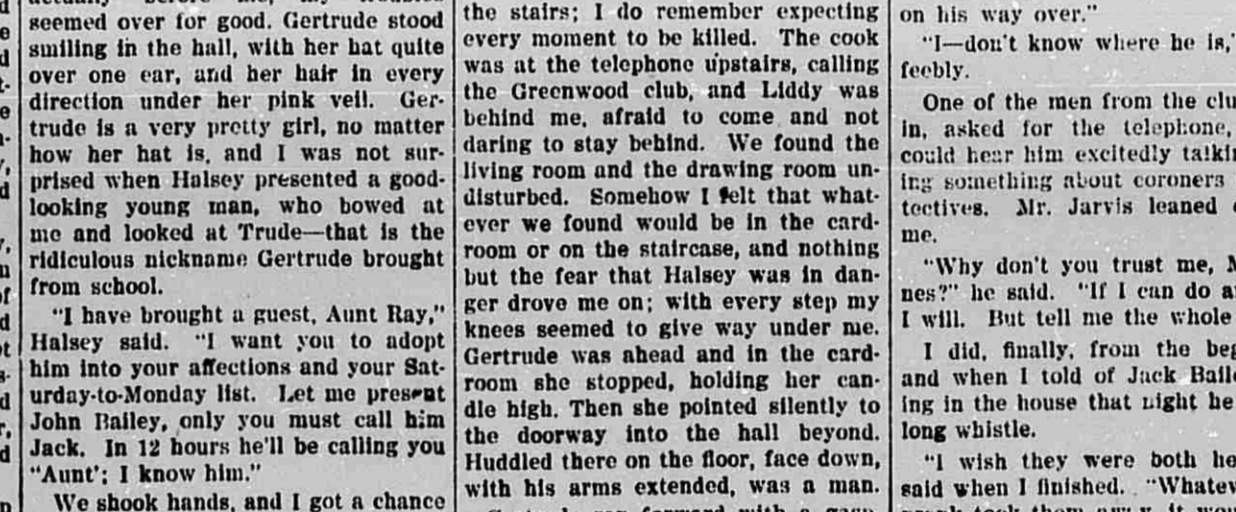 seemed over for good. Gertrude stood
smiling in the hall, with her hat quite
over one ear, and her hair in every
direction under her pink veil. Ger-
trude is a very pretty girl, no matter
how her hat is, and I was not sur-
prised when Halsey presented a good-
looking young man, who bowed at
me and looked at Trude—that is the
ridiculous nickname Gertrude brought
from school.
"I have brought a guest, Aunt Ray,"
Halsey said. "I want you to adopt
him into your affections and your Sat-
urday-to-Monday list. Let me present
John Bailey, only you must call him
Jack. In 12 hours he'll be calling you
"Aunt'; I know him."
We shook hands, and I got a chance
the stairs; I do remember expecting
every moment to be killed. The cook
was at the telephone upstairs, calling
the Greenwood club, and Liddy was
behind me, afraid to come and not
daring to stay behind. We found the
living room and the drawing room un-
disturbed. Somehow I felt that what-
ever we found would be in the card-
room or on the staircase, and nothing
but the fear that Halsey was in dan-
ger drove me on; with every step my
knees seemed to give way under me.
Gertrude was ahead and in the card-
room she stopped, holding her can-
dle high. Then she pointed silently to
the doorway into the hall beyond.
Huddled there on the floor, face down,
with his arms extended, was a man.
on his way over."
"I—don't know where he is,"
feebly.
One of the men from the clu
in, asked for the telephone,
could hear him excitedly talkin
ing something about coroners
tectives. Mr. Jarvis leaned
me.
"Why don't you trust me, M
nes?" he said. "If I can do a
I will. But tell me the whole
I did, finally, from the beg
and when I told of Jack Baile
ing in the house that night he
long whistle.
"I wish they were both he
said when I finished. "Whatev